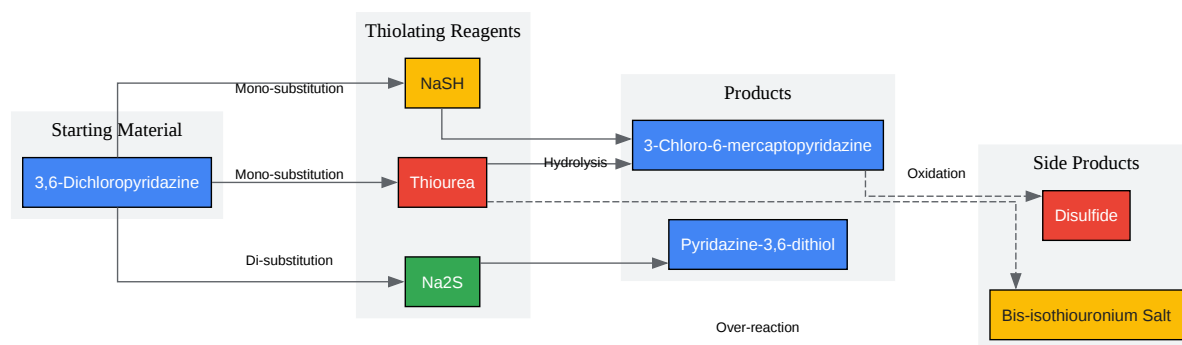 Thiolating Reagents
NaSH
Mono-substitution
Products
Starting Material
3-Chloro-6-mercaptopyridazine
Side Products
Hydrolysis
Oxidation
3,6-Dichloropyridazine
Mono-substitution
Thiourea
Disulfide
Pyridazine-3,6-dithiol
Di-substitution
Na2S
Bis-isothiouronium Salt
Over-reaction